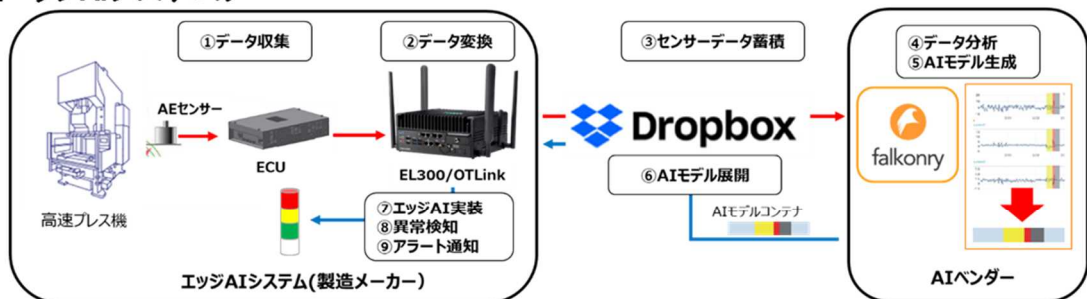 ①データ収集
②データ変換
③センサーデータ蓄積
④データ分析
⑤AIモデル生成
AEセンサー
ECU
EL300/OTLink
Dropbox
falkonry
高速プレス機
⑥AIモデル展開
⑦エッジAI実装
⑧異常検知
⑨アラート通知
AIモデルコンテナ
エッジAIシステム(製造メーカー)
AIベンダー